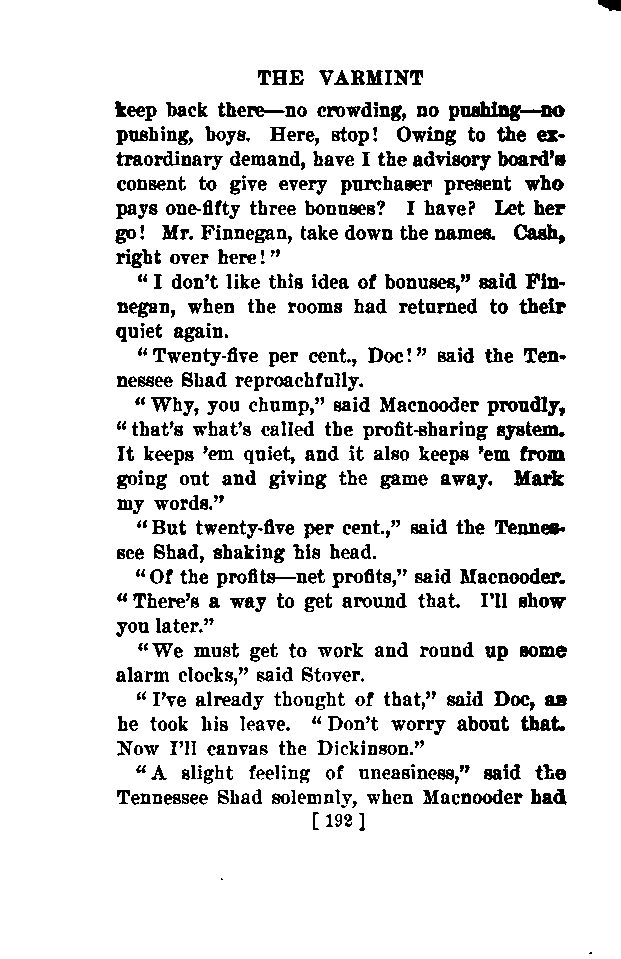 THE VARMINT
keep back there—no crowding, no pushing—no
pushing, boys. Here, stop! Owing to the ex-
traordinary demand, have I the advisory board's
consent to give every purchaser present who
pays one-fifty three bonuses? I have? Let her
go! Mr. Finnegan, take down the names. Cash,
right over here!"
"I don't like this idea of bonuses," said Fin-
negan, when the rooms had returned to their
quiet again.
"Twenty-five per cent., Doc!" said the Ten-
nessee Shad reproachfully.
"Why, you chump," said Macnooder proudly,
"that's what's called the profit-sharing system.
It keeps 'em quiet, and it also keeps 'em from
going out and giving the game away. Mark
my words."
"But twenty-five per cent.," said the Tennes-
see Shad, shaking his head.
"Of the profits—net profits," said Macnooder.
"There's a way to get around that. I'll show
you later."
"We must get to work and round up some
alarm clocks," said Stover.
"I've already thought of that," said Doc, as
he took his leave. "Don't worry about that.
Now I'll canvas the Dickinson."
"A slight feeling of uneasiness," said the
Tennessee Shad solemnly, when Macnooder had
[ 192 ]